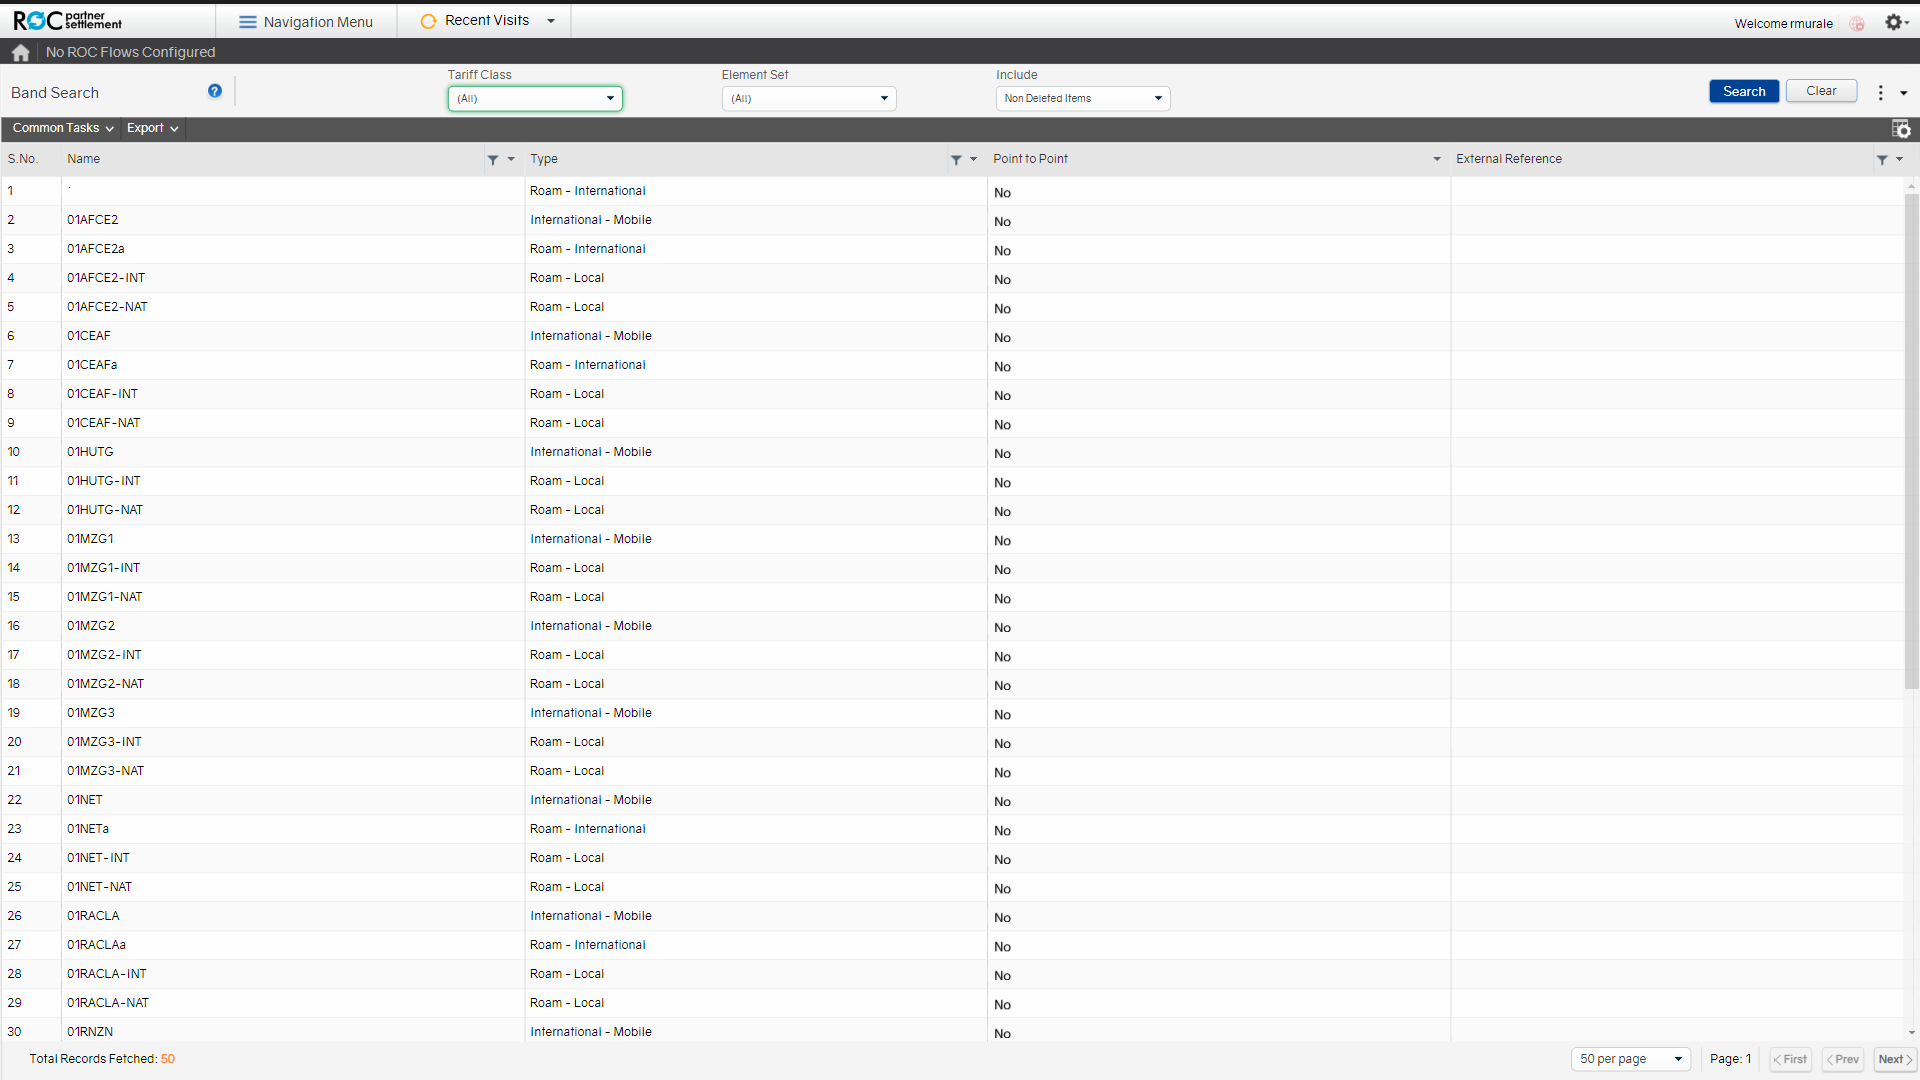 ROC partner settlement Navigation Menu Recent Visits Welcome rmurale
No ROC Flows Configured
Tariff Class Element Set Include
Band Search ? (All) (All) Non Deleted Items Search Clear
Common Tasks Export
S.No. Name Type Point to Point External Reference
1 . Roam - International No
2 01AFCE2 International - Mobile No
3 01AFCE2a Roam - International No
4 01AFCE2-INT Roam - Local No
5 01AFCE2-NAT Roam - Local No
6 01CEAF International - Mobile No
7 01CEAFa Roam - International No
8 01CEAF-INT Roam - Local No
9 01CEAF-NAT Roam - Local No
10 01HUTG International - Mobile No
11 01HUTG-INT Roam - Local No
12 01HUTG-NAT Roam - Local No
13 01MZG1 International - Mobile No
14 01MZG1-INT Roam - Local No
15 01MZG1-NAT Roam - Local No
16 01MZG2 International - Mobile No
17 01MZG2-INT Roam - Local No
18 01MZG2-NAT Roam - Local No
19 01MZG3 International - Mobile No
20 01MZG3-INT Roam - Local No
21 01MZG3-NAT Roam - Local No
22 01NET International - Mobile No
23 01NETa Roam - International No
24 01NET-INT Roam - Local No
25 01NET-NAT Roam - Local No
26 01RACLA International - Mobile No
27 01RACLAa Roam - International No
28 01RACLA-INT Roam - Local No
29 01RACLA-NAT Roam - Local No
30 01RNZN International - Mobile No
Total Records Fetched: 50 50 per page Page: 1 First Prev Next